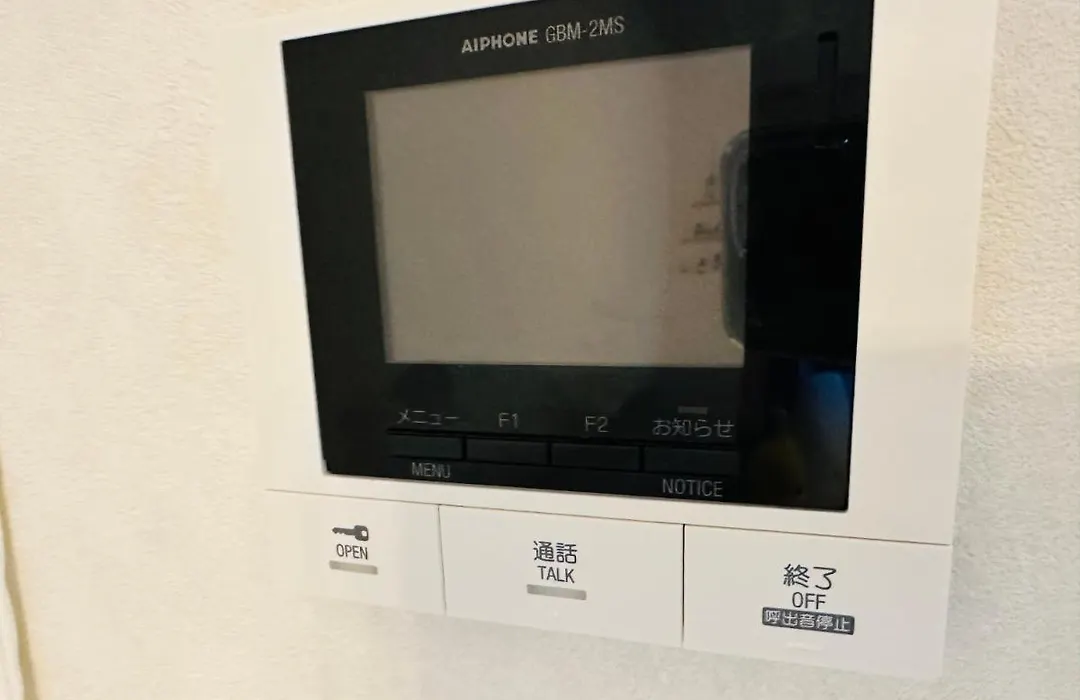 AIPHONE GBM-2MS
メニュー F1 F2 お知らせ
MENU NOTICE
OPEN
通話
TALK
終了
OFF
呼出音停止